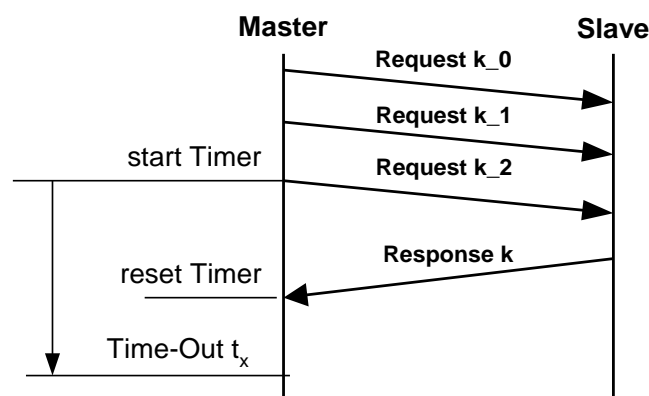 Master
Slave
Request k_0
Request k_1
start Timer
Request k_2
Response k
reset Timer
Time-Out tx